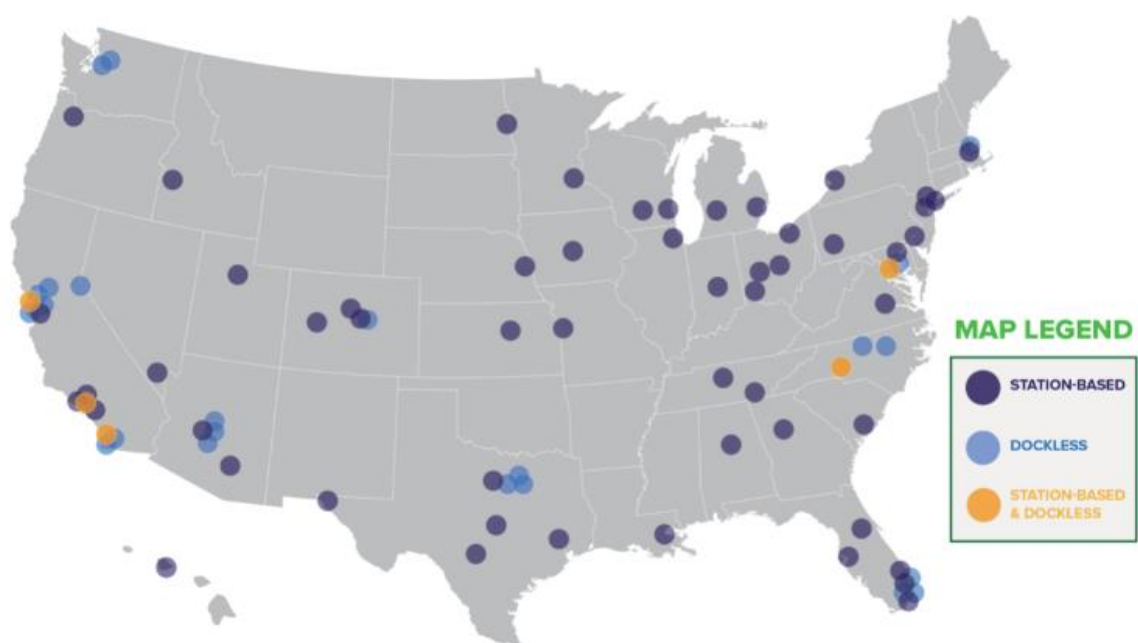 MAP LEGEND
STATION-BASED
DOCKLESS
STATION-BASED
& DOCKLESS